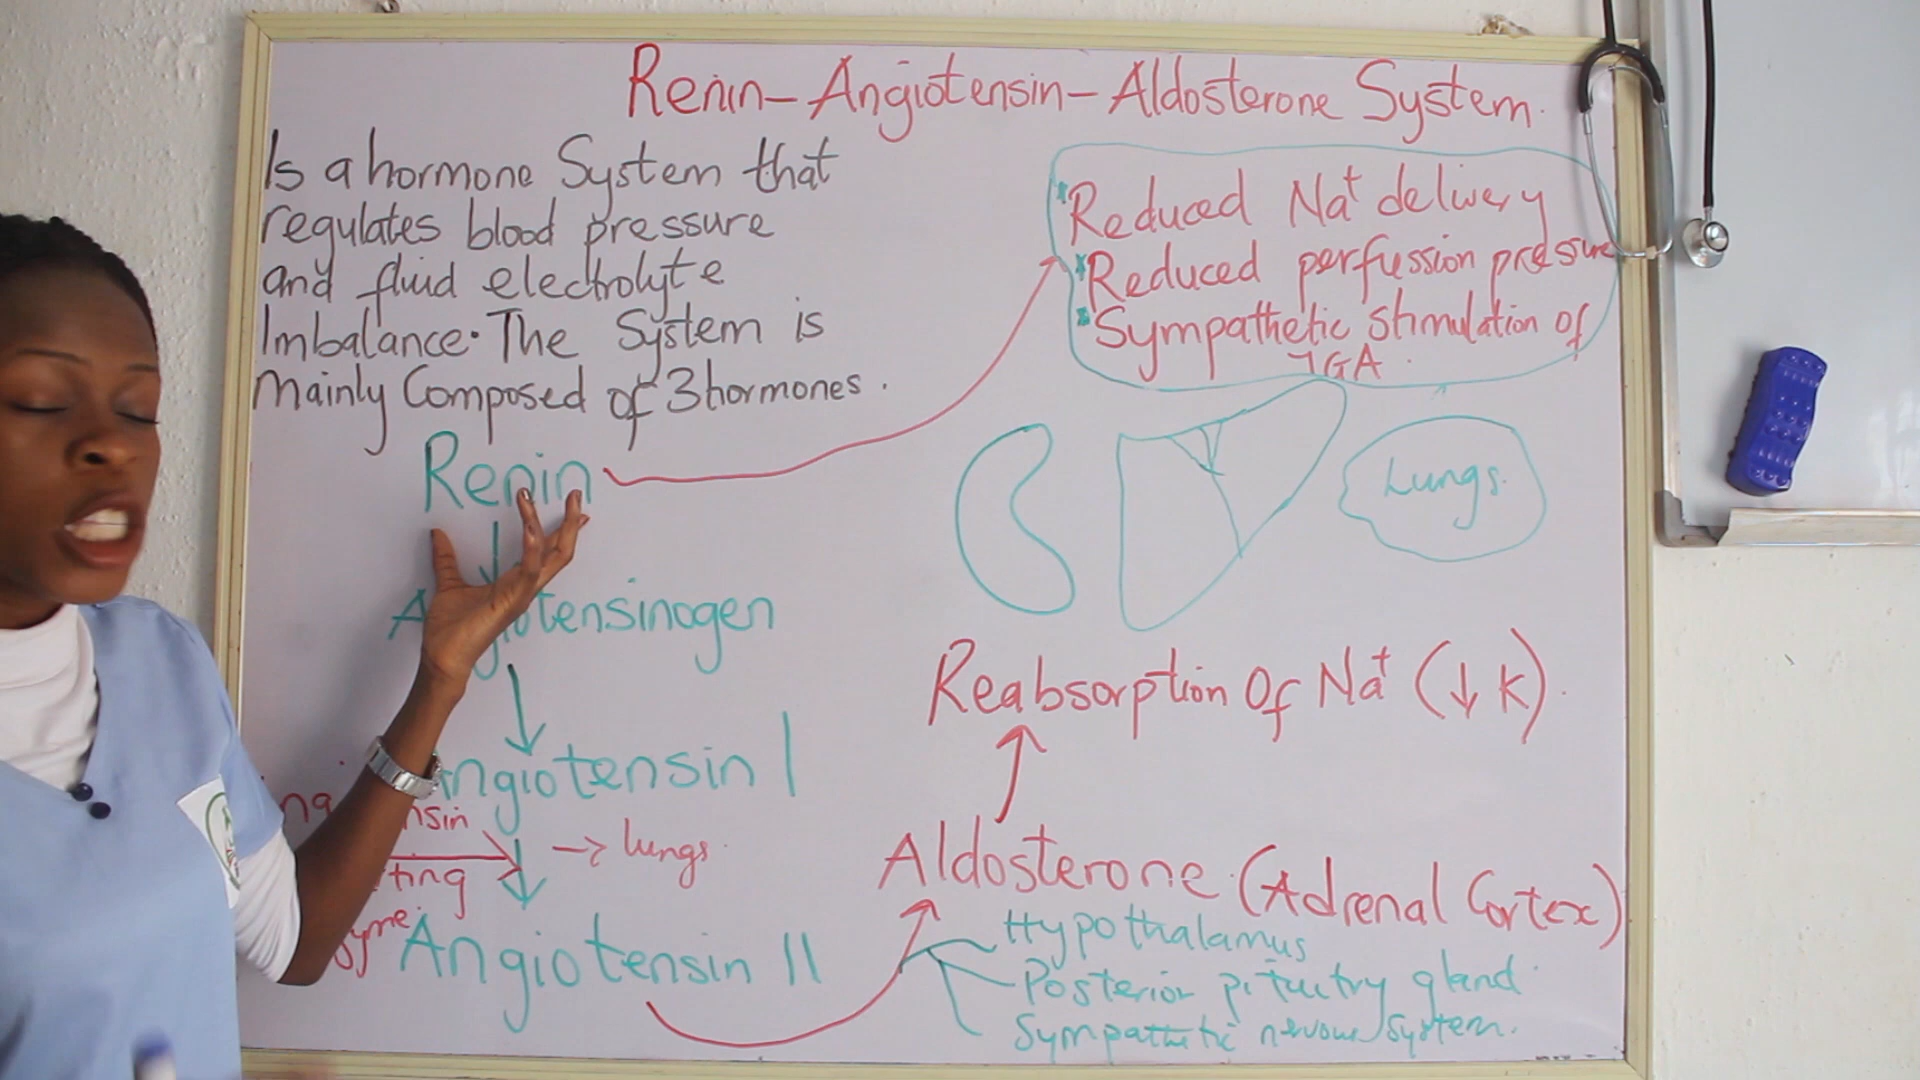 Renin-Angiotensin-Aldosterone System.
Is a hormone System that
regulates blood pressure
and fluid electrolyte
Imbalance. The System is
Mainly Composed of 3 hormones.
Reduced Na+ delivery
Reduced perfussion pressure
Sympathetic stimulation of
JGA.
Renin
Angiotensinogen
Angiotensin I
→ lungs.
Angiotensin II
Lungs.
Reabsorption Of Na+ (↓ K).
Aldosterone (Adrenal Cortex)
Hypothalamus
Posterior pituitry gland
Sympathetic nervous System.